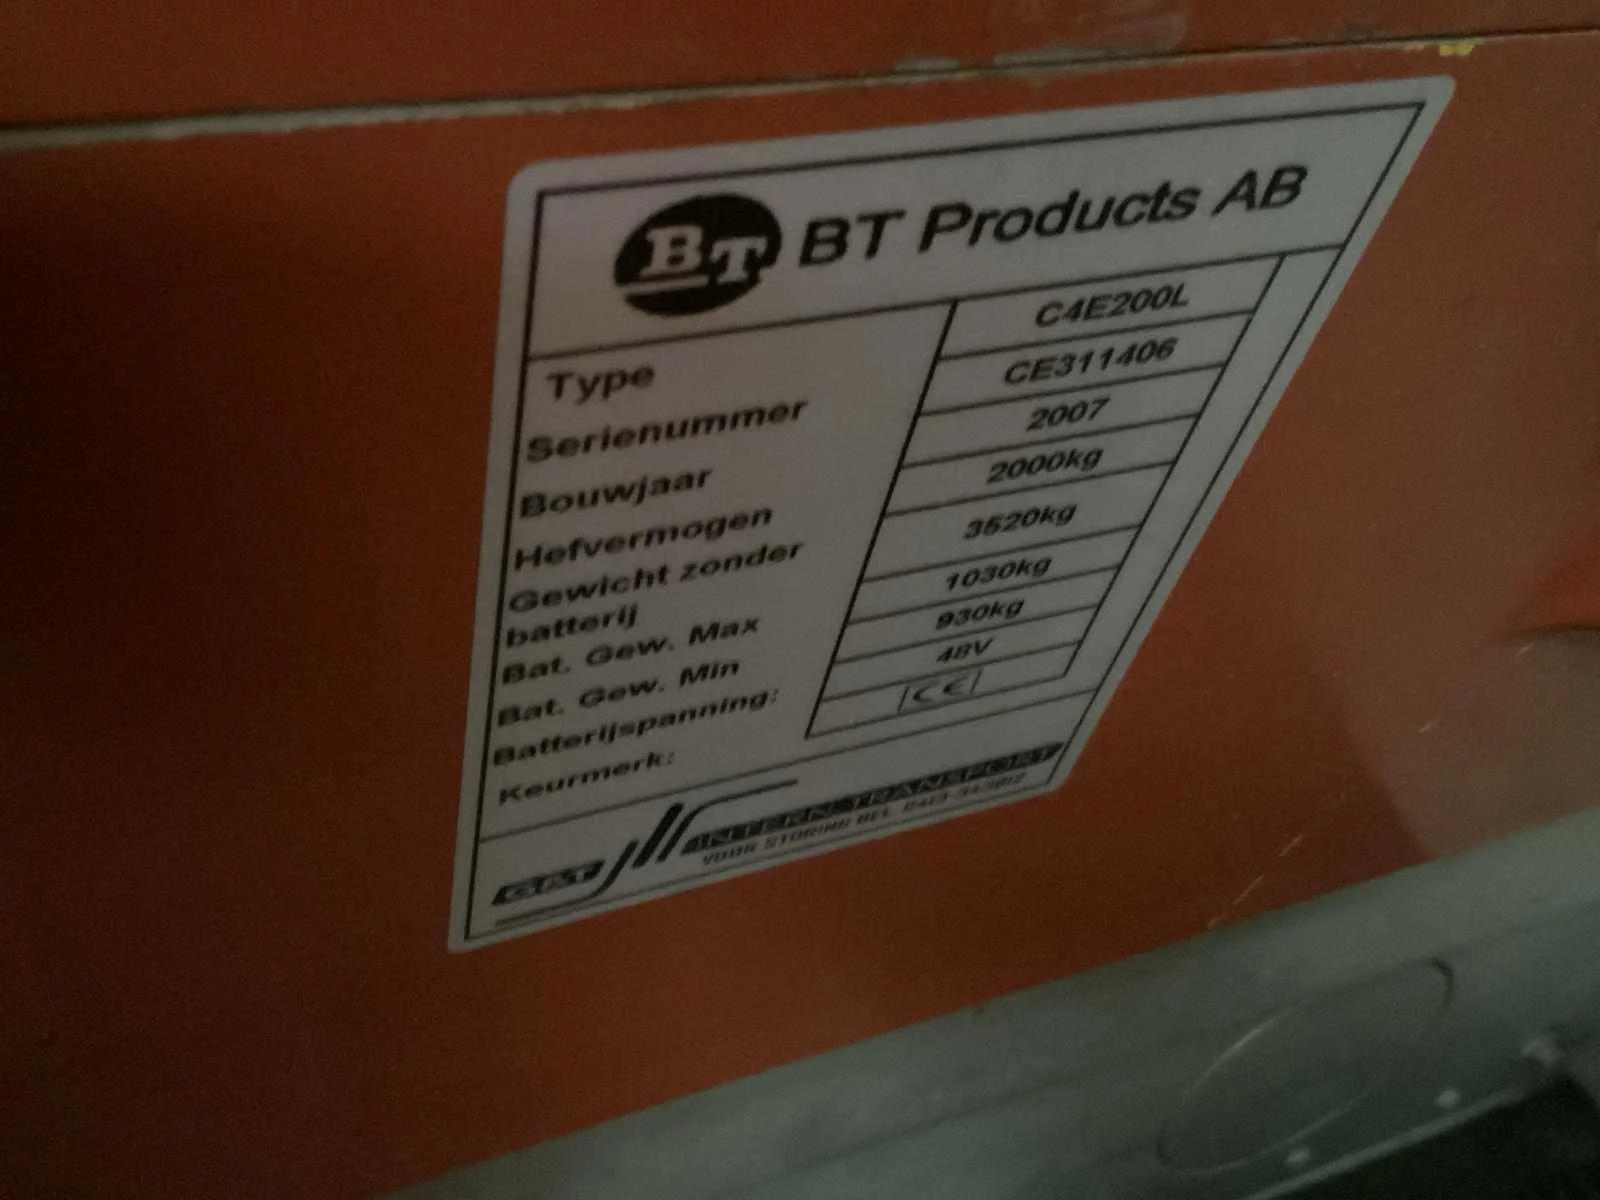 BT BT Products AB
Type C4E200L
Serienummer CE311406
Bouwjaar 2007
Hefvermogen 2000kg
Gewicht zonder
batterij 3520kg
Bat. Gew. Max 1030kg
Bat. Gew. Min 930kg
Batterijspanning: 48V
Keurmerk: CE
INTERN TRANSPORT
VOOR STORING BEL